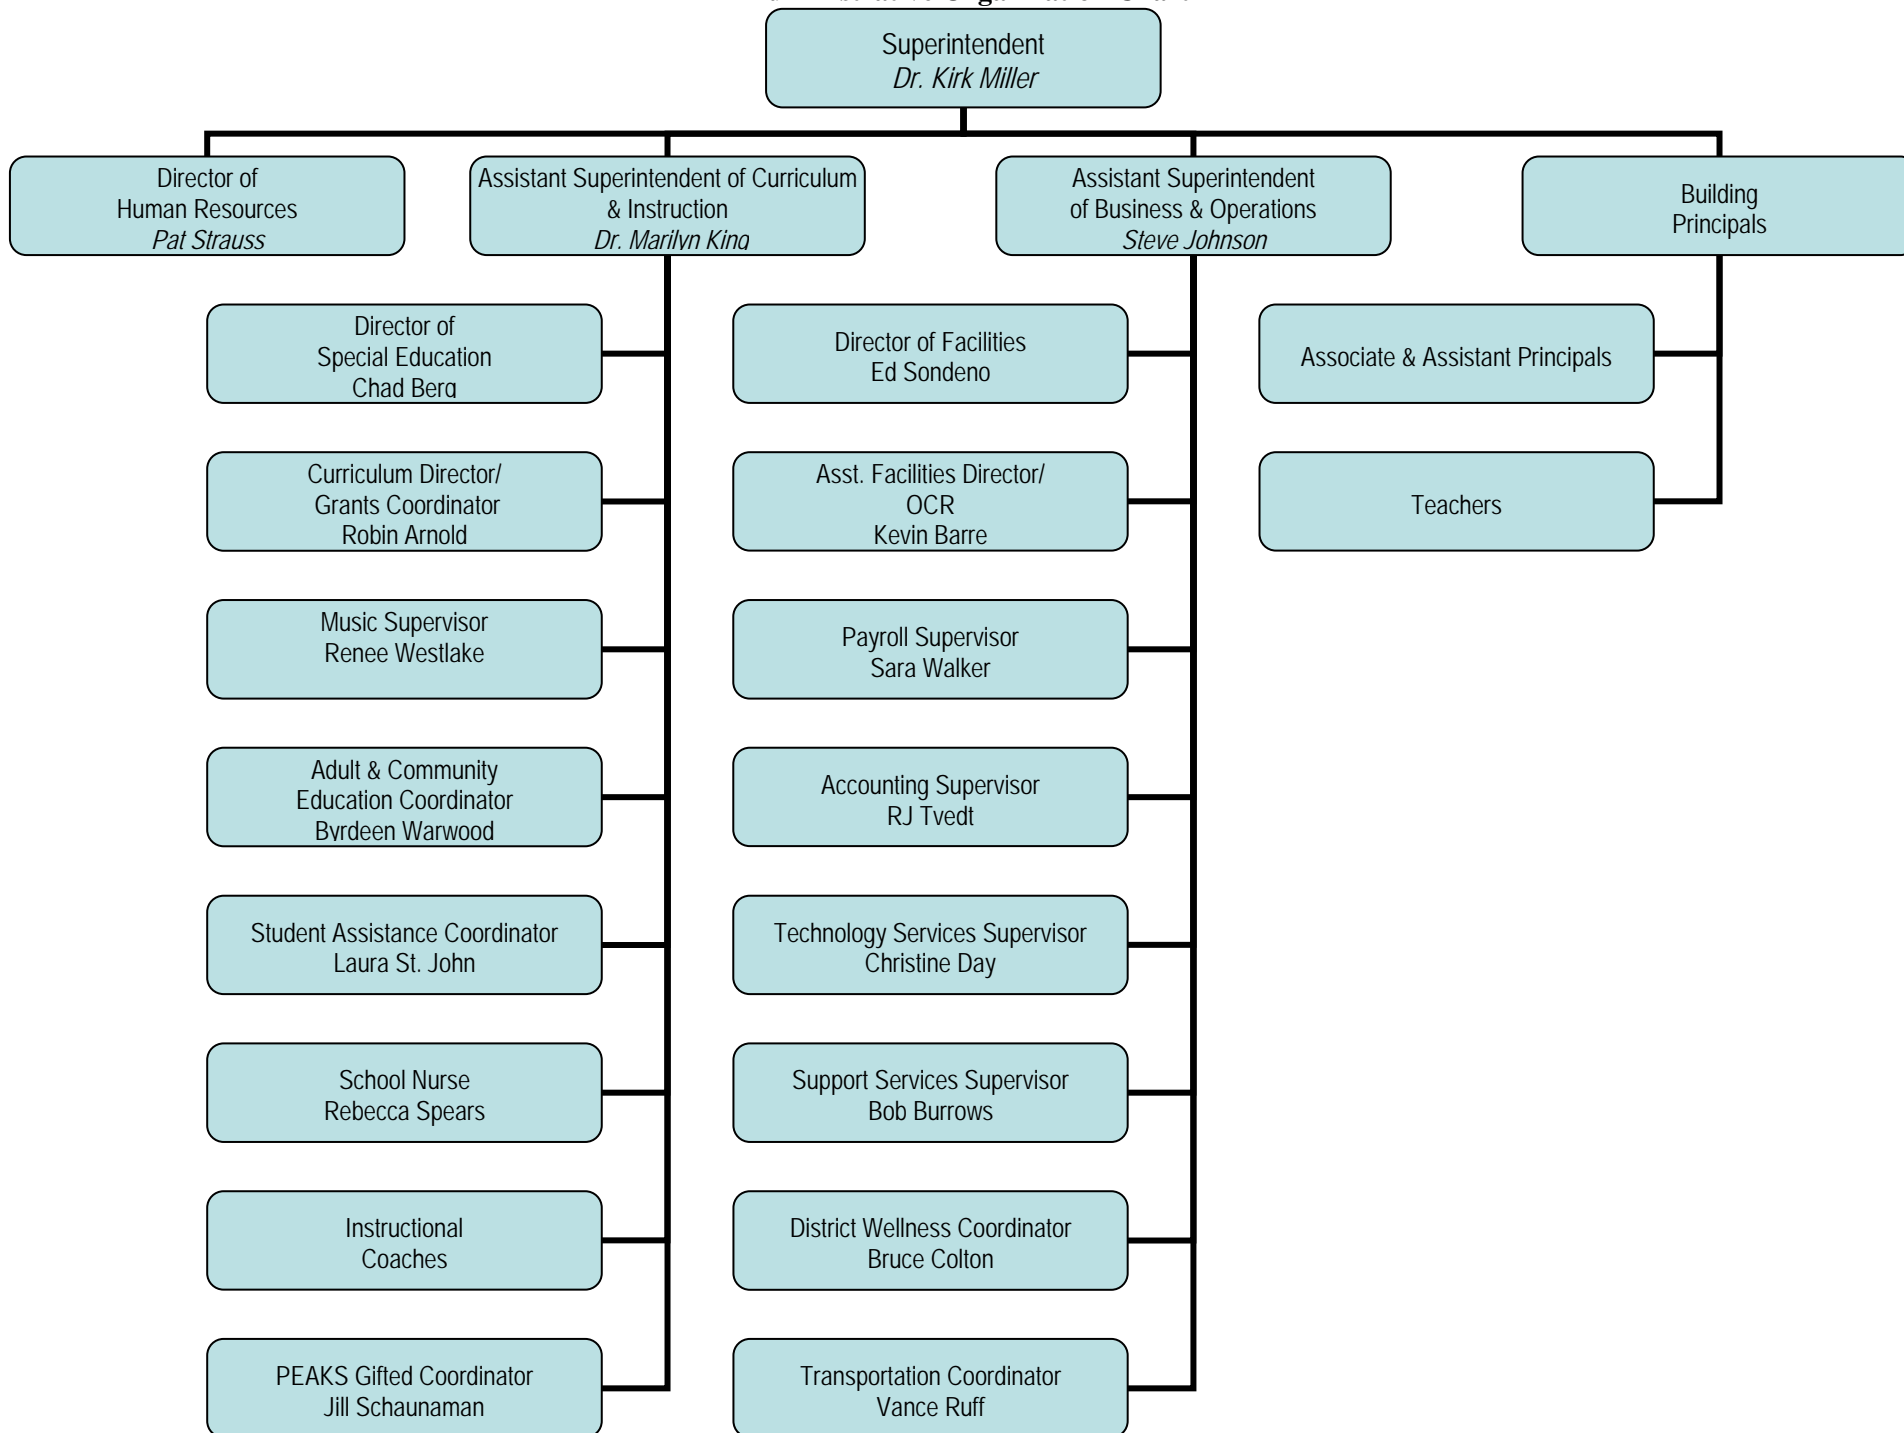 Superintendent
Dr. Kirk Miller
Director of
Human Resources
Pat Strauss
Assistant Superintendent of Curriculum
& Instruction
Dr. Marilyn King
Assistant Superintendent
of Business & Operations
Steve Johnson
Building
Principals
Director of
Special Education
Chad Berg
Director of Facilities
Ed Sondeno
Associate & Assistant Principals
Curriculum Director/
Grants Coordinator
Robin Arnold
Asst. Facilities Director/
OCR
Kevin Barre
Teachers
Music Supervisor
Renee Westlake
Payroll Supervisor
Sara Walker
Adult & Community
Education Coordinator
Byrdeen Warwood
Accounting Supervisor
RJ Tvedt
Student Assistance Coordinator
Laura St. John
Technology Services Supervisor
Christine Day
School Nurse
Rebecca Spears
Support Services Supervisor
Bob Burrows
Instructional
Coaches
District Wellness Coordinator
Bruce Colton
PEAKS Gifted Coordinator
Jill Schaunaman
Transportation Coordinator
Vance Ruff